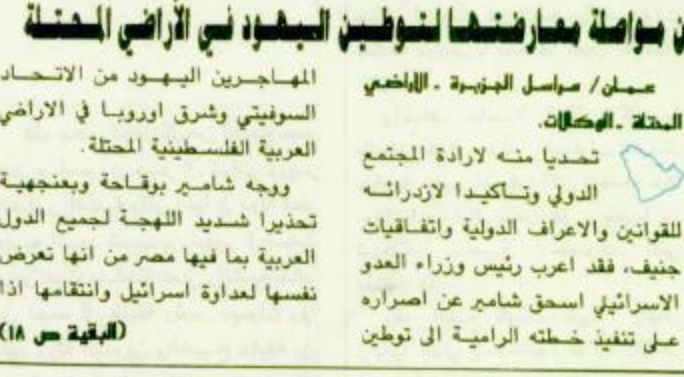 ن مواصلة معارضتها لتوطين اليهود في الأراضي المحتلة
عمان/ مراسل الجزيرة ـ الاراضي
المحتلة ـ الوكالات.
تحديا منه لارادة المجتمع
الدولي وتأكيدا لازدرائه
للقوانين والاعراف الدولية واتفاقيات
جنيف، فقد اعرب رئيس وزراء العدو
الاسرائيلي اسحق شامير عن اصراره
على تنفيذ خطته الرامية الى توطين
المهاجرين اليهود من الاتحاد
السوفيتي وشرق اوروبا في الاراضي
العربية الفلسطينية المحتلة.
ووجه شامير بوقاحة وبعنجهية
تحذيرا شديد اللهجة لجميع الدول
العربية بما فيها مصر من انها تعرض
نفسها لعداوة اسرائيل وانتقامها اذا
(البقية ص ١٨)